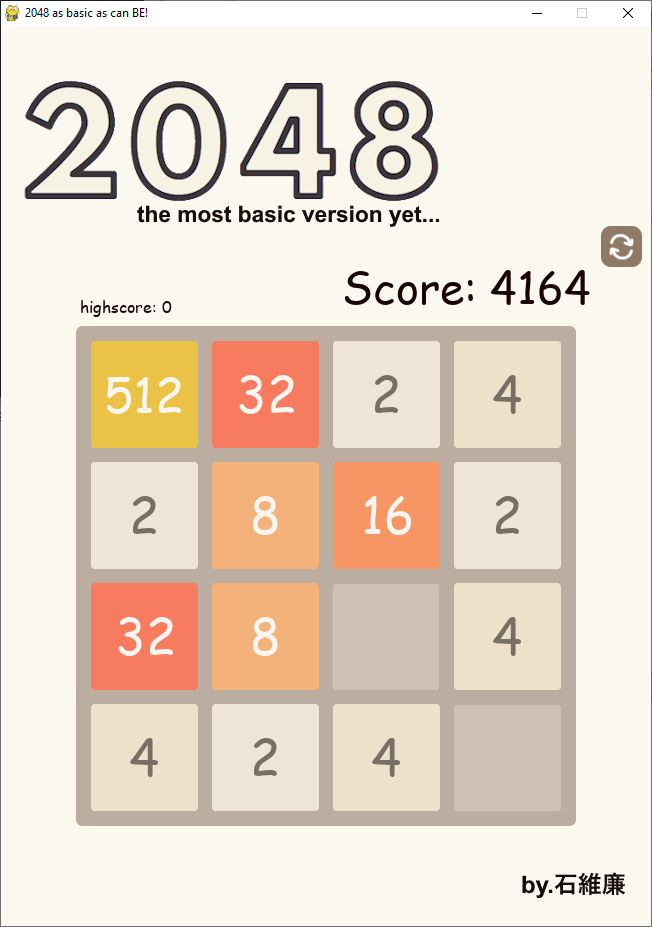 2048 as basic as can BE!
2048
the most basic version yet...
Score: 4164
highscore: 0
512 32 2 4
2 8 16 2
32 8 4
4 2 4
by.石維廉